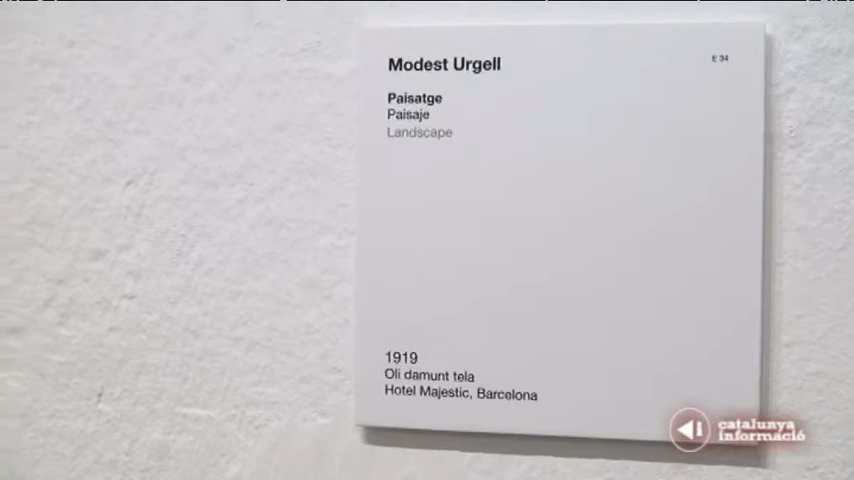 Modest Urgell
E 34
Paisatge
Paisaje
Landscape
1919
Oli damunt tela
Hotel Majestic, Barcelona
catalunya
informació